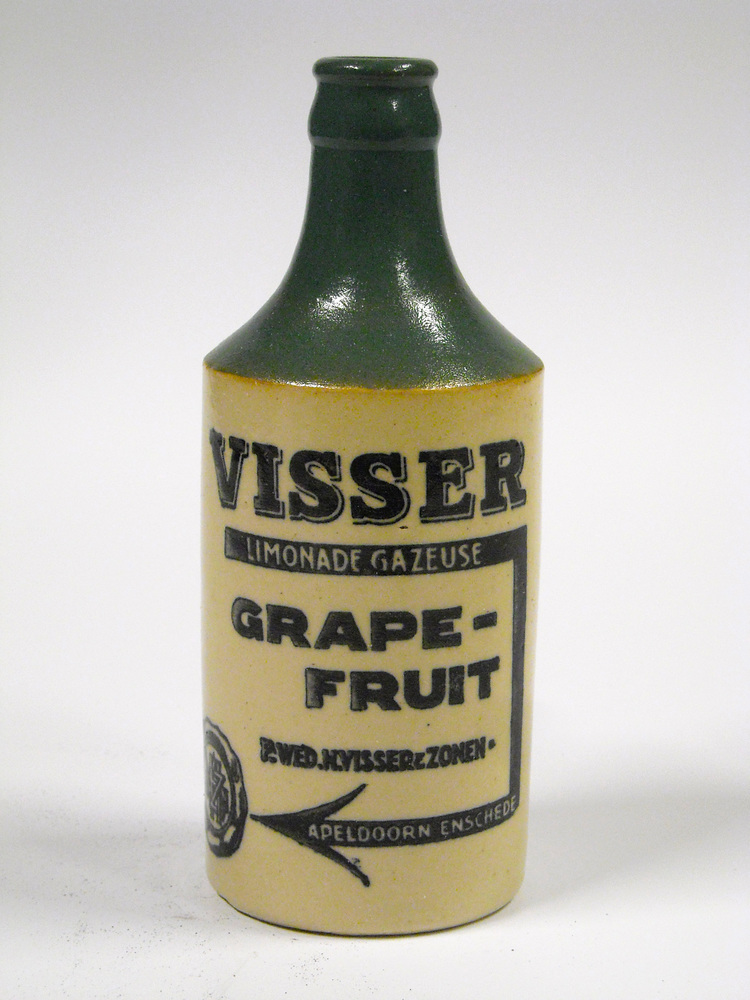 VISSER
LIMONADE GAZEUSE
GRAPE-
FRUIT
F.WED.H.VISSER & ZONEN.
APELDOORN ENSCHEDE